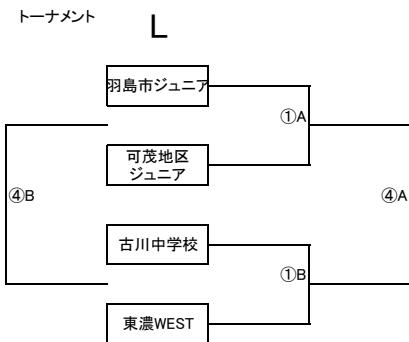 トーナメント
L
羽島市ジュニア
①A
可茂地区
ジュニア
④B
④A
古川中学校
①B
東濃WEST